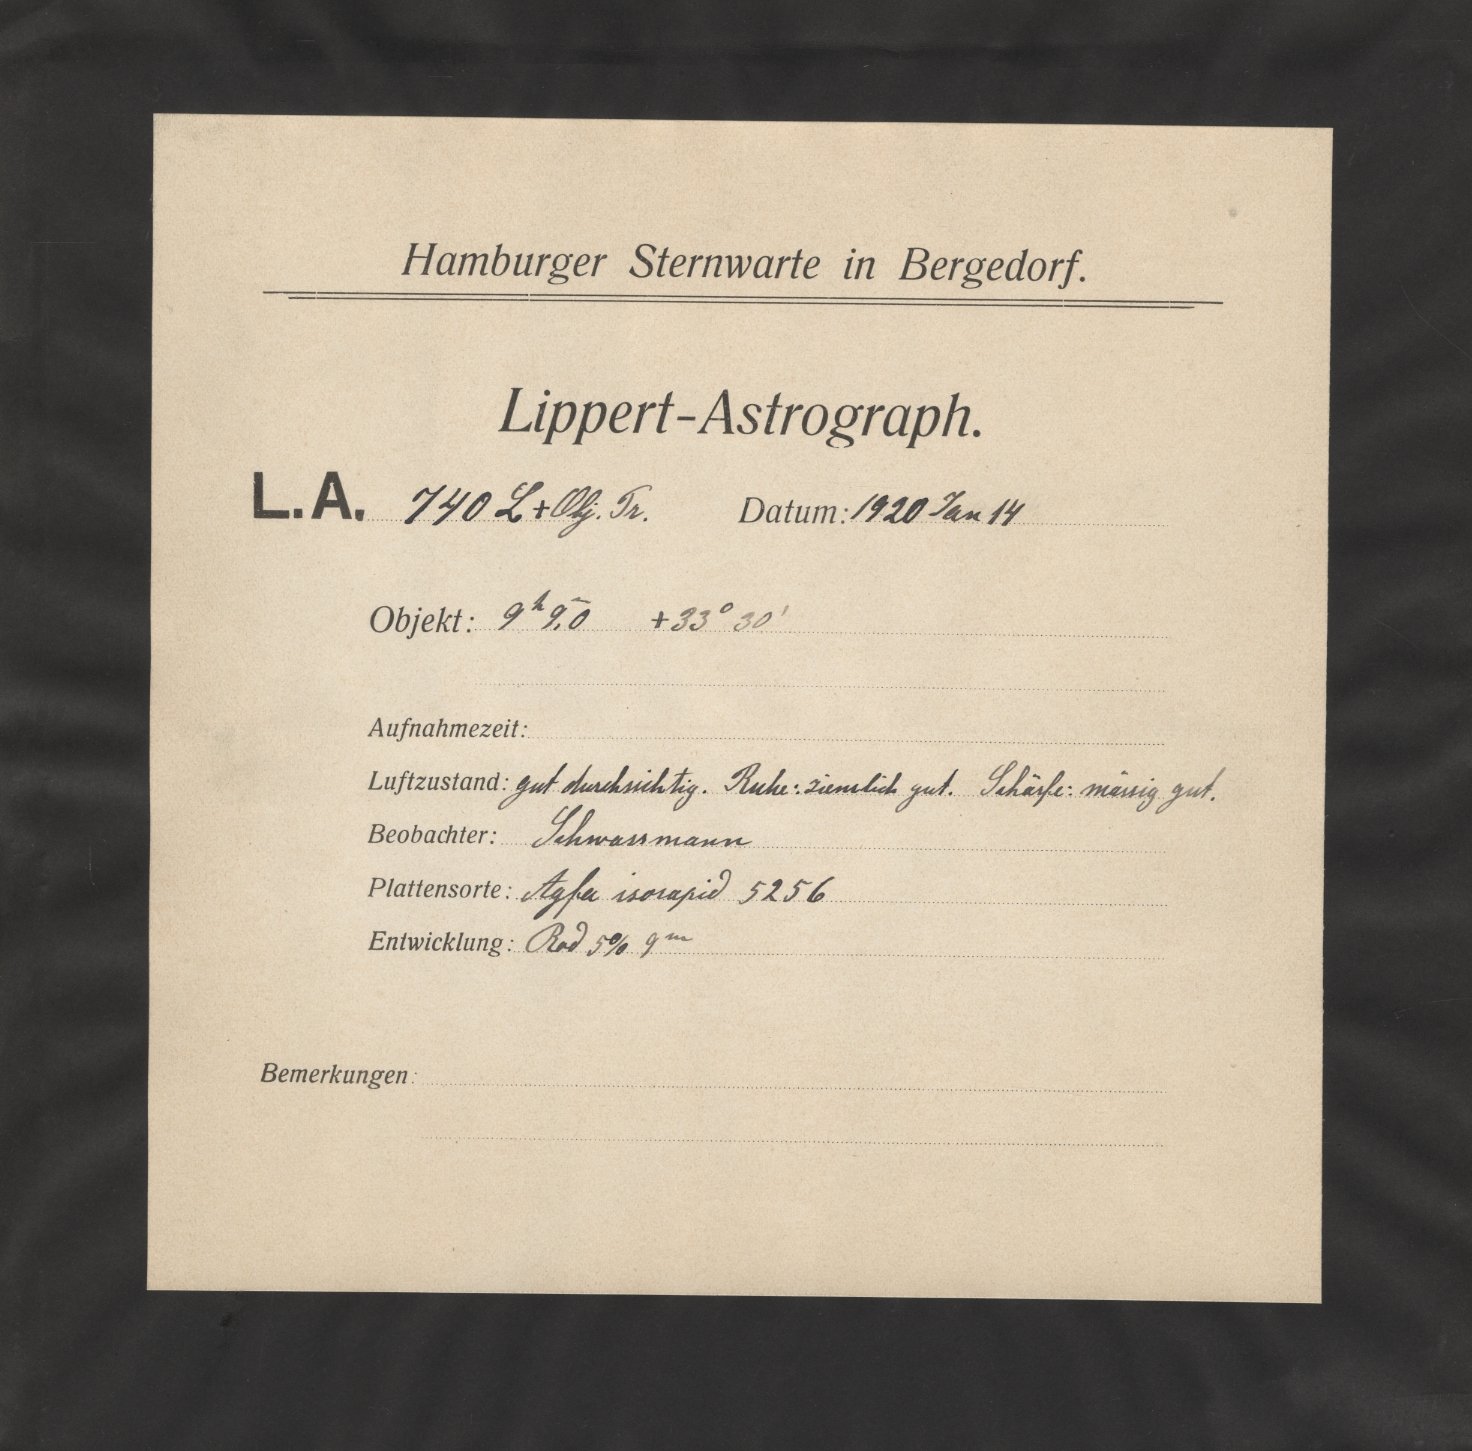 Hamburger Sternwarte in Bergedorf.
Lippert-Astrograph.
L.A. 740 L + Obj. Pr. Datum: 1920 Jan 14
Objekt: 9ʰ 9,ᵐ0 +33° 30'
Aufnahmezeit:
Luftzustand: gut durchsichtig. Ruhe: ziemlich gut. Schärfe: mässig gut.
Beobachter: Schwassmann
Plattensorte: Agfa isorapid 5256
Entwicklung: Rod 5% 9ᵐ
Bemerkungen: